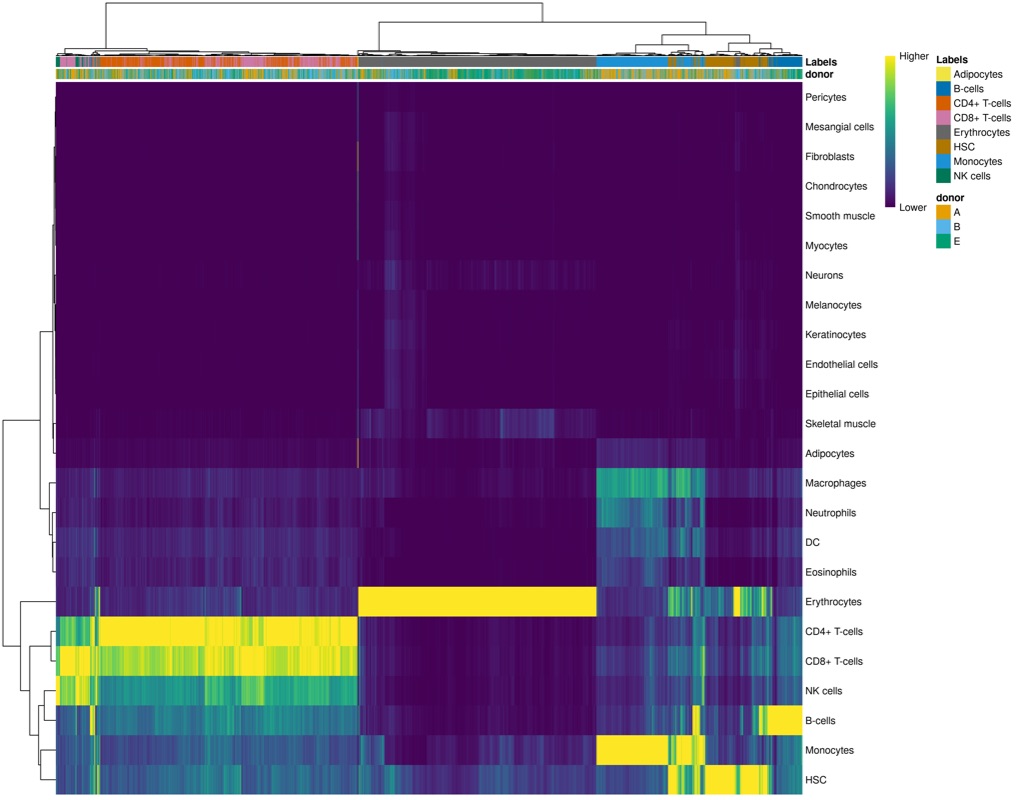 Labels
donor
Pericytes
Mesangial cells
Fibroblasts
Chondrocytes
Smooth muscle
Myocytes
Neurons
Melanocytes
Keratinocytes
Endothelial cells
Epithelial cells
Skeletal muscle
Adipocytes
Macrophages
Neutrophils
DC
Eosinophils
Erythrocytes
CD4+ T-cells
CD8+ T-cells
NK cells
B-cells
Monocytes
HSC
Higher
Lower
Labels
Adipocytes
B-cells
CD4+ T-cells
CD8+ T-cells
Erythrocytes
HSC
Monocytes
NK cells
donor
A
B
E